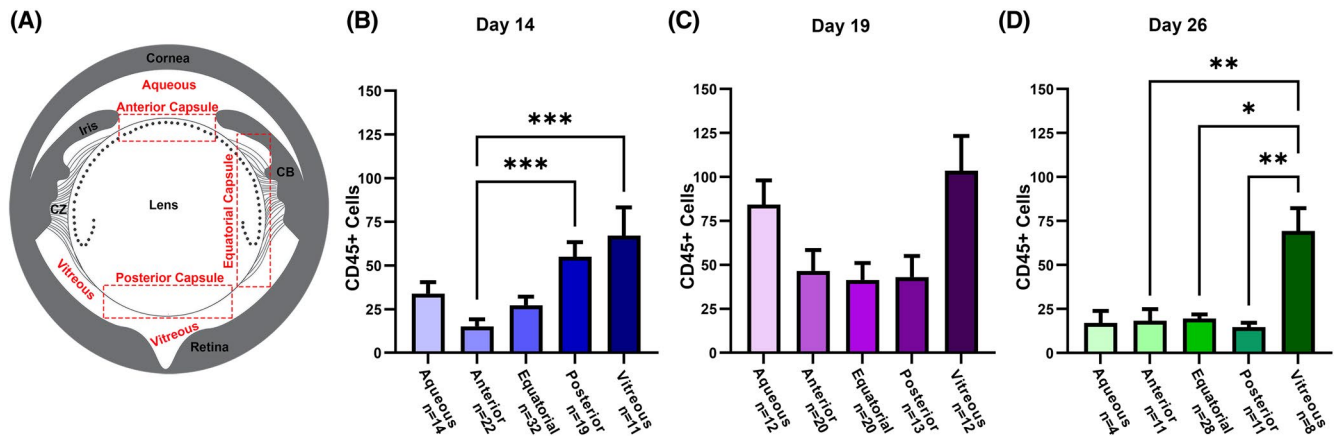 (A)
Cornea
Aqueous
Anterior Capsule
Iris
CB
Equatorial Capsule
CZ
Lens
Posterior Capsule
Vitreous
Vitreous
Retina
(B)
Day 14
CD45+ Cells
150
125
100
75
50
25
0
***
***
Aqueous n=14
Anterior n=22
Equatorial n=32
Posterior n=19
Vitreous n=11
(C)
Day 19
CD45+ Cells
150
125
100
75
50
25
0
Aqueous n=12
Anterior n=20
Equatorial n=20
Posterior n=13
Vitreous n=12
(D)
Day 26
CD45+ Cells
150
125
100
75
50
25
0
**
*
**
Aqueous n=4
Anterior n=11
Equatorial n=28
Posterior n=11
Vitreous n=8